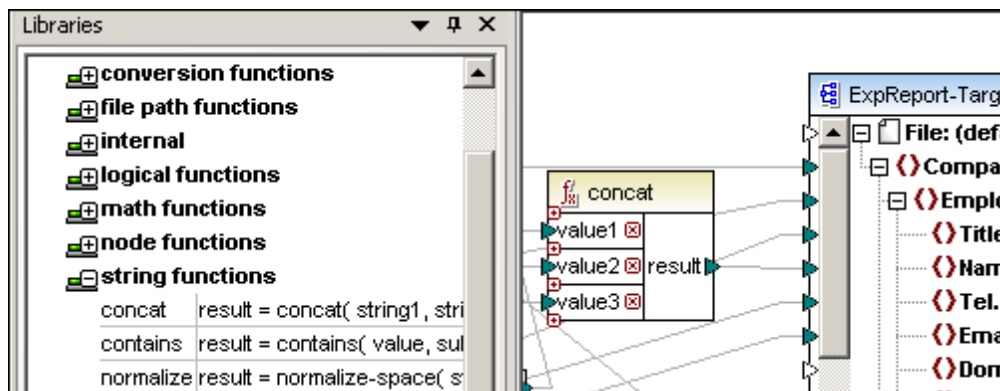 Libraries
conversion functions
file path functions
internal
logical functions
math functions
node functions
string functions
concat result = concat( string1, stri
contains result = contains( value, sul
normalize result = normalize-space( s
concat
value1
value2 result
value3
ExpReport-Targ
File: (def
Compa
Emplo
Title
Nam
Tel.
Ema
Dom